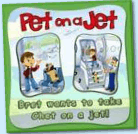 Pet on a Jet
Bret wants to take
Chet on a jet!